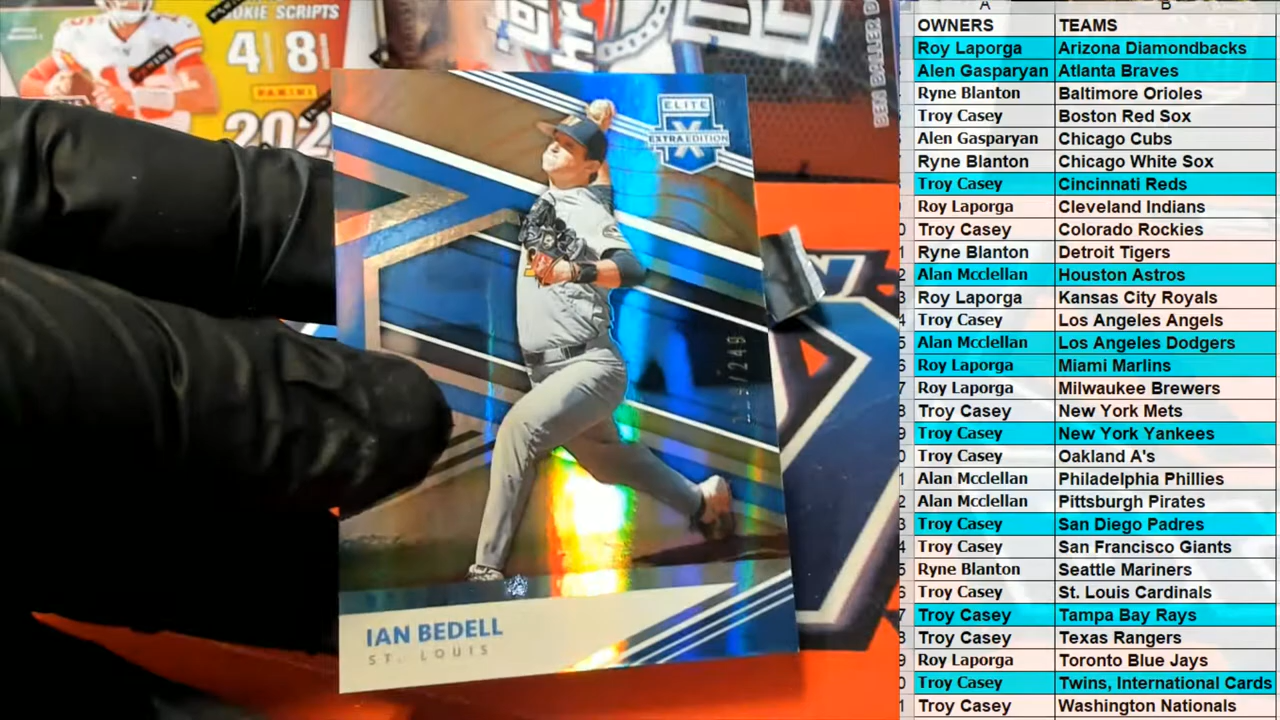 ROOKIE SCRIPTS
4 8
PANINI
202
BEN BALLER
ELITE
X
EXTRA EDITION
/249
IAN BEDELL
ST. LOUIS
A B
OWNERS TEAMS
Roy Laporga Arizona Diamondbacks
Alen Gasparyan Atlanta Braves
Ryne Blanton Baltimore Orioles
Troy Casey Boston Red Sox
Alen Gasparyan Chicago Cubs
Ryne Blanton Chicago White Sox
Troy Casey Cincinnati Reds
Roy Laporga Cleveland Indians
Troy Casey Colorado Rockies
Ryne Blanton Detroit Tigers
Alan Mcclellan Houston Astros
Roy Laporga Kansas City Royals
Troy Casey Los Angeles Angels
Alan Mcclellan Los Angeles Dodgers
Roy Laporga Miami Marlins
Roy Laporga Milwaukee Brewers
Troy Casey New York Mets
Troy Casey New York Yankees
Troy Casey Oakland A's
Alan Mcclellan Philadelphia Phillies
Alan Mcclellan Pittsburgh Pirates
Troy Casey San Diego Padres
Troy Casey San Francisco Giants
Ryne Blanton Seattle Mariners
Troy Casey St. Louis Cardinals
Troy Casey Tampa Bay Rays
Troy Casey Texas Rangers
Roy Laporga Toronto Blue Jays
Troy Casey Twins, International Cards
Troy Casey Washington Nationals